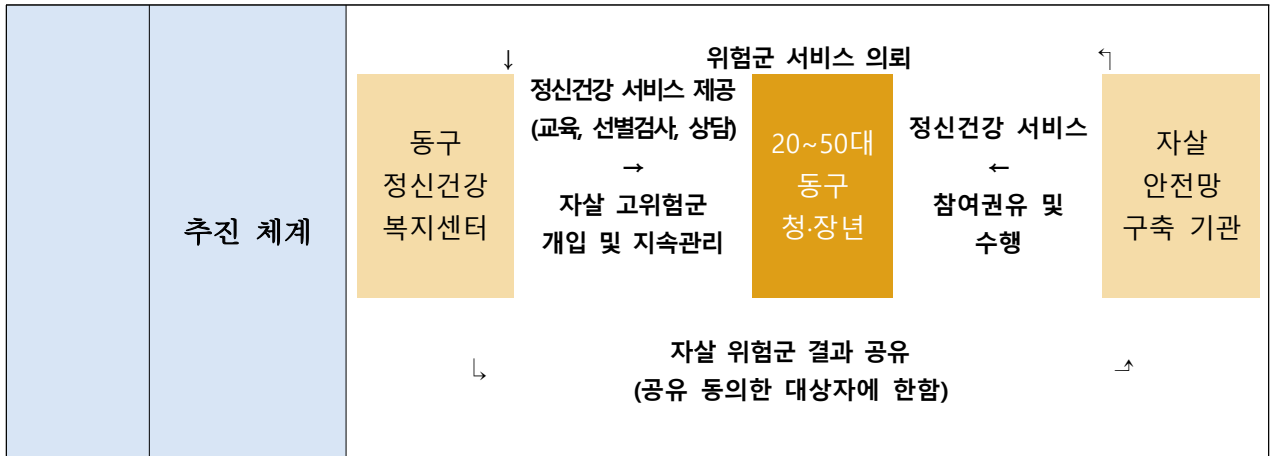 추진 체계
↓ 위험군 서비스 의뢰 ↰
동구
정신건강
복지센터
정신건강 서비스 제공
(교육, 선별검사, 상담)
→
자살 고위험군
개입 및 지속관리
20~50대
동구
청·장년
정신건강 서비스
←
참여권유 및
수행
자살
안전망
구축 기관
자살 위험군 결과 공유
(공유 동의한 대상자에 한함)